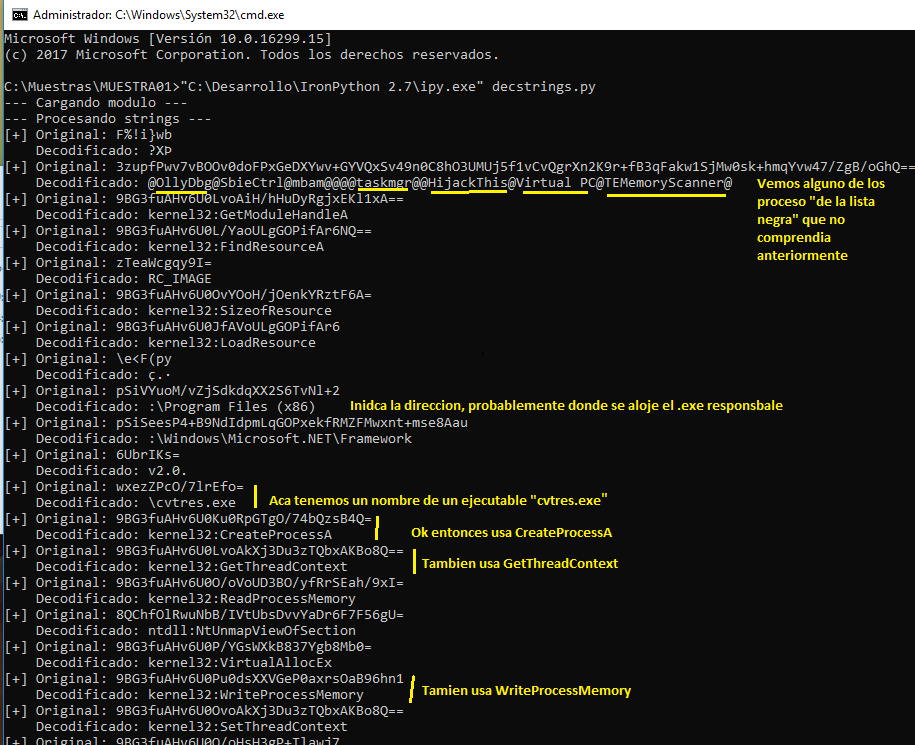 Administrador: C:\Windows\System32\cmd.exe
Microsoft Windows [Versión 10.0.16299.15]
(c) 2017 Microsoft Corporation. Todos los derechos reservados.
C:\Muestras\MUESTRA01>"C:\Desarrollo\IronPython 2.7\ipy.exe" decstrings.py
--- Cargando modulo ---
--- Procesando strings ---
[+] Original: F%!i}wb
Decodificado: ?XÞ
[+] Original: 3zupfPwv7vBOOv0doFPxGeDXYwv+GYVQxSv49n0C8hO3UMUj5f1vCvQgrXn2K9r+fB3qFakw1SjMw0sk+hmqYvw47/ZgB/oGhQ==
Decodificado: @OllyDbg@SbieCtrl@mbam@@@@taskmgr@@HijackThis@Virtual PC@TEMemoryScanner@
Vemos alguno de los
proceso "de la lista
negra" que no
comprendia
anteriormente
[+] Original: 9BG3fuAHv6U0LvoAiH/hHuDyRgjxEKl1xA==
Decodificado: kernel32:GetModuleHandleA
[+] Original: 9BG3fuAHv6U0L/YaoULgGOPifAr6NQ==
Decodificado: kernel32:FindResourceA
[+] Original: zTeaWcgqy9I=
Decodificado: RC_IMAGE
[+] Original: 9BG3fuAHv6U0OvYOoH/jOenkYRztF6A=
Decodificado: kernel32:SizeofResource
[+] Original: 9BG3fuAHv6U0JfAVoULgGOPifAr6
Decodificado: kernel32:LoadResource
[+] Original: \e<F(py
Decodificado: ç.·
[+] Original: pSiVYuoM/vZjSdkdqXX2S6TvNl+2
Decodificado: :\Program Files (x86)
Inidca la direccion, probablemente donde se aloje el .exe responsbale
[+] Original: pSiSeesP4+B9NdIdpmLqGOPxekfRMZFMwxnt+mse8Aau
Decodificado: :\Windows\Microsoft.NET\Framework
[+] Original: 6UbrIKs=
Decodificado: v2.0.
[+] Original: wxezZPcO/7lrEfo=
Decodificado: \cvtres.exe
Aca tenemos un nombre de un ejecutable "cvtres.exe"
[+] Original: 9BG3fuAHv6U0Ku0RpGTgO/74bQzsB4Q=
Decodificado: kernel32:CreateProcessA
Ok entonces usa CreateProcessA
[+] Original: 9BG3fuAHv6U0LvoAkXj3Du3zTQbxAKBo8Q==
Decodificado: kernel32:GetThreadContext
Tambien usa GetThreadContext
[+] Original: 9BG3fuAHv6U0O/oVoUD3BO/yfRrSEah/9xI=
Decodificado: kernel32:ReadProcessMemory
[+] Original: 8QChfOlRwuNbB/IVtUbsDvvYaDr6F7F56gU=
Decodificado: ntdll:NtUnmapViewOfSection
[+] Original: 9BG3fuAHv6U0P/YGsWXkB837Ygb8Mb0=
Decodificado: kernel32:VirtualAllocEx
[+] Original: 9BG3fuAHv6U0Pu0dsXXVGeP0axrsOaB96hn1
Decodificado: kernel32:WriteProcessMemory
Tamien usa WriteProcessMemory
[+] Original: 9BG3fuAHv6U0OvoAkXj3Du3zTQbxAKBo8Q==
Decodificado: kernel32:SetThreadContext
[+] Original: 9BG3fuAHv6U0O/oHsH3gP+Tlawj7